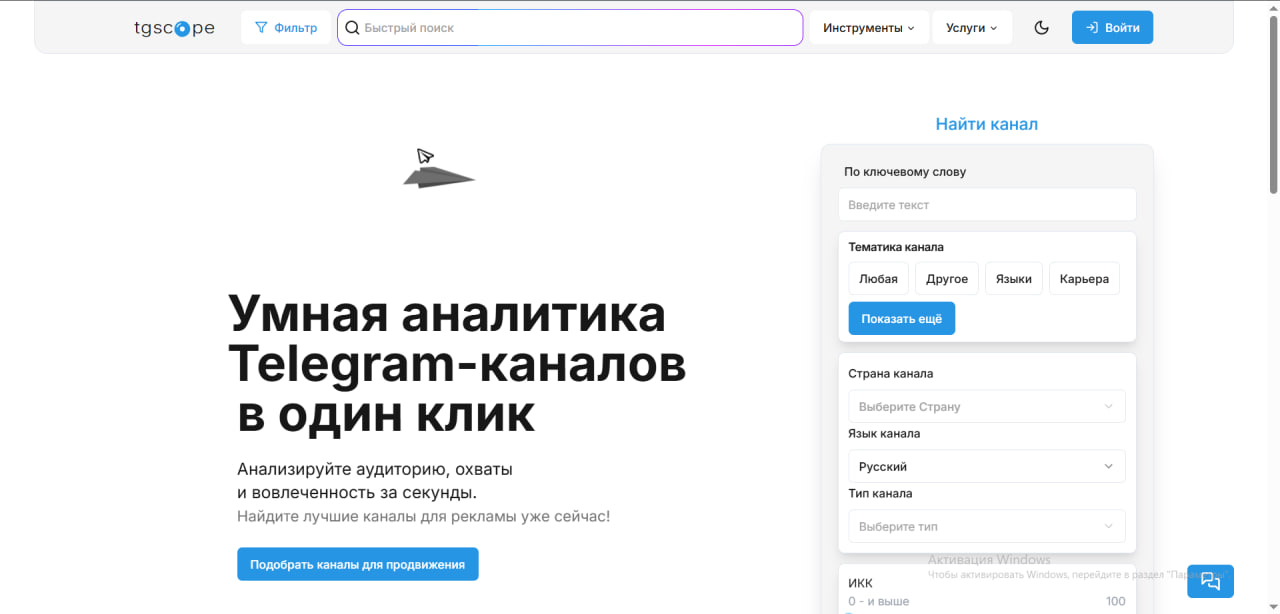 tgscope
Фильтр
Быстрый поиск
Инструменты
Услуги
Войти
Умная аналитика
Telegram-каналов
в один клик
Анализируйте аудиторию, охваты
и вовлеченность за секунды.
Найдите лучшие каналы для рекламы уже сейчас!
Подобрать каналы для продвижения
Найти канал
По ключевому слову
Введите текст
Тематика канала
Любая Другое Языки Карьера
Показать ещё
Страна канала
Выберите Страну
Язык канала
Русский
Тип канала
Выберите тип
Активация Windows
Чтобы активировать Windows, перейдите в раздел "Параметры".
ИКК
0 - и выше 100